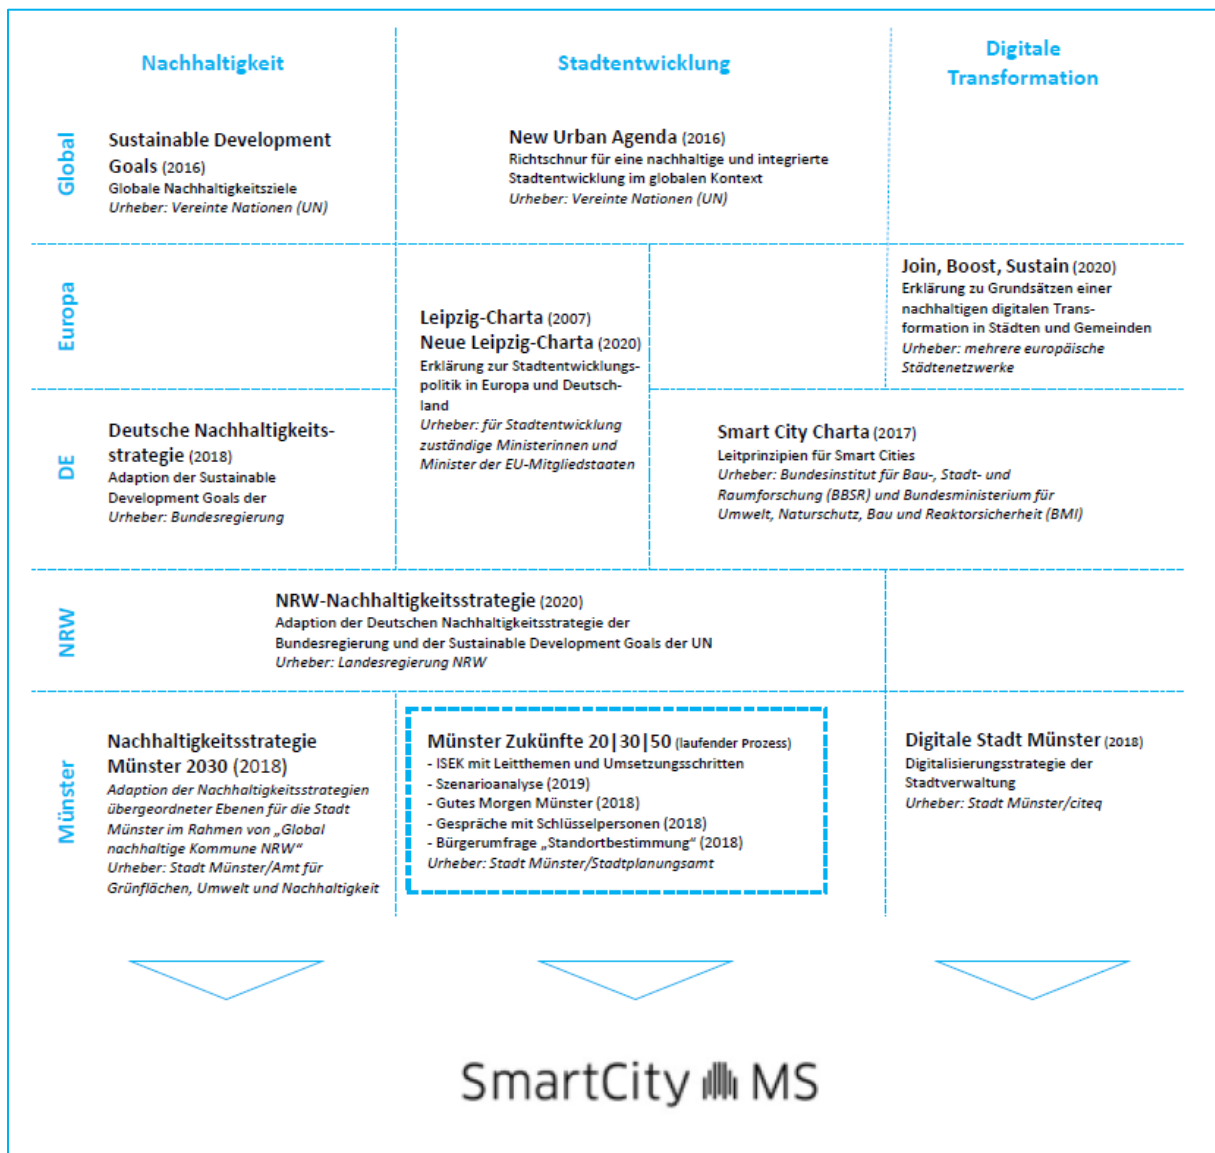 Nachhaltigkeit
Stadtentwicklung
Digitale
Transformation
Global
Sustainable Development
Goals (2016)
Globale Nachhaltigkeitsziele
Urheber: Vereinte Nationen (UN)
New Urban Agenda (2016)
Richtschnur für eine nachhaltige und integrierte
Stadtentwicklung im globalen Kontext
Urheber: Vereinte Nationen (UN)
Europa
Leipzig-Charta (2007)
Neue Leipzig-Charta (2020)
Erklärung zur Stadtentwicklungs-
politik in Europa und Deutsch-
land
Urheber: für Stadtentwicklung
zuständige Ministerinnen und
Minister der EU-Mitgliedstaaten
Join, Boost, Sustain (2020)
Erklärung zu Grundsätzen einer
nachhaltigen digitalen Trans-
formation in Städten und Gemeinden
Urheber: mehrere europäische
Städtenetzwerke
DE
Deutsche Nachhaltigkeits-
strategie (2018)
Adaption der Sustainable
Development Goals der
Urheber: Bundesregierung
Smart City Charta (2017)
Leitprinzipien für Smart Cities
Urheber: Bundesinstitut für Bau-, Stadt- und
Raumforschung (BBSR) und Bundesministerium für
Umwelt, Naturschutz, Bau und Reaktorsicherheit (BMI)
NRW
NRW-Nachhaltigkeitsstrategie (2020)
Adaption der Deutschen Nachhaltigkeitsstrategie der
Bundesregierung und der Sustainable Development Goals der UN
Urheber: Landesregierung NRW
Münster
Nachhaltigkeitsstrategie
Münster 2030 (2018)
Adaption der Nachhaltigkeitsstrategien
übergeordneter Ebenen für die Stadt
Münster im Rahmen von „Global
nachhaltige Kommune NRW“
Urheber: Stadt Münster/Amt für
Grünflächen, Umwelt und Nachhaltigkeit
Münster Zukünfte 20|30|50 (laufender Prozess)
- ISEK mit Leitthemen und Umsetzungsschritten
- Szenarioanalyse (2019)
- Gutes Morgen Münster (2018)
- Gespräche mit Schlüsselpersonen (2018)
- Bürgerumfrage „Standortbestimmung“ (2018)
Urheber: Stadt Münster/Stadtplanungsamt
Digitale Stadt Münster (2018)
Digitalisierungsstrategie der
Stadtverwaltung
Urheber: Stadt Münster/citeq
SmartCity MS